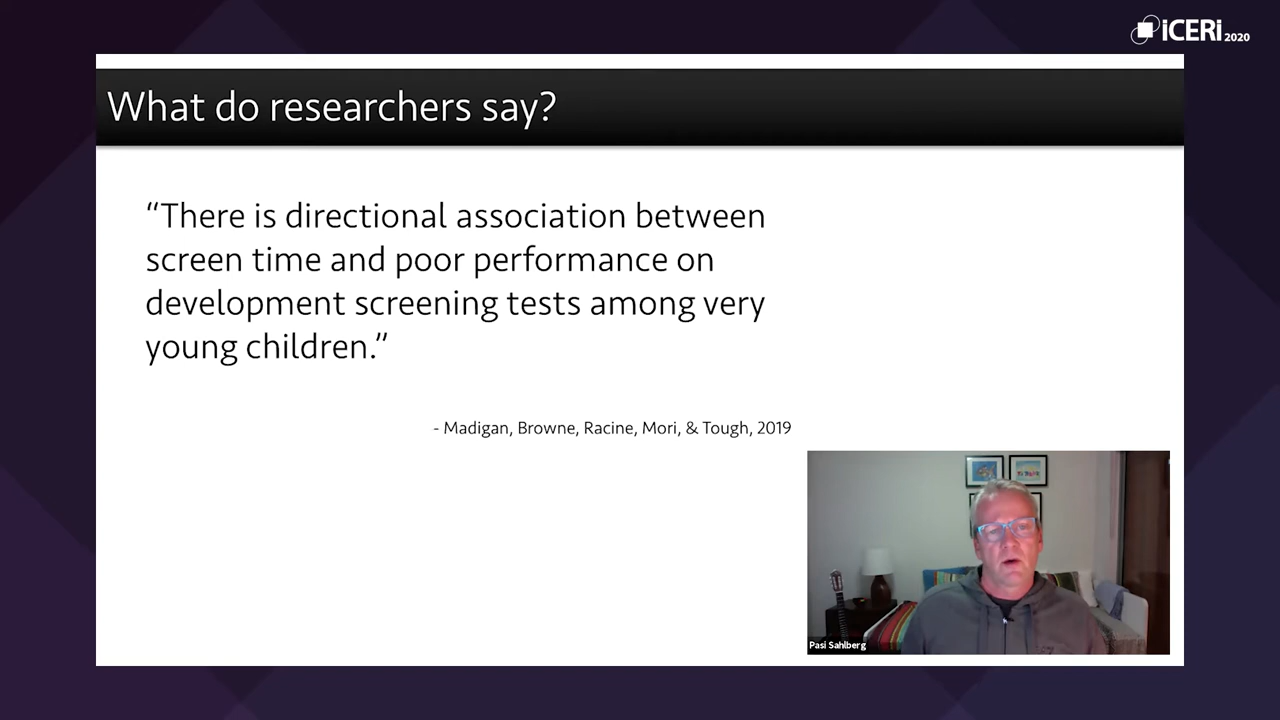 iCERi 2020
What do researchers say?
“There is directional association between
screen time and poor performance on
development screening tests among very
young children.”
- Madigan, Browne, Racine, Mori, & Tough, 2019
Pasi Sahlberg